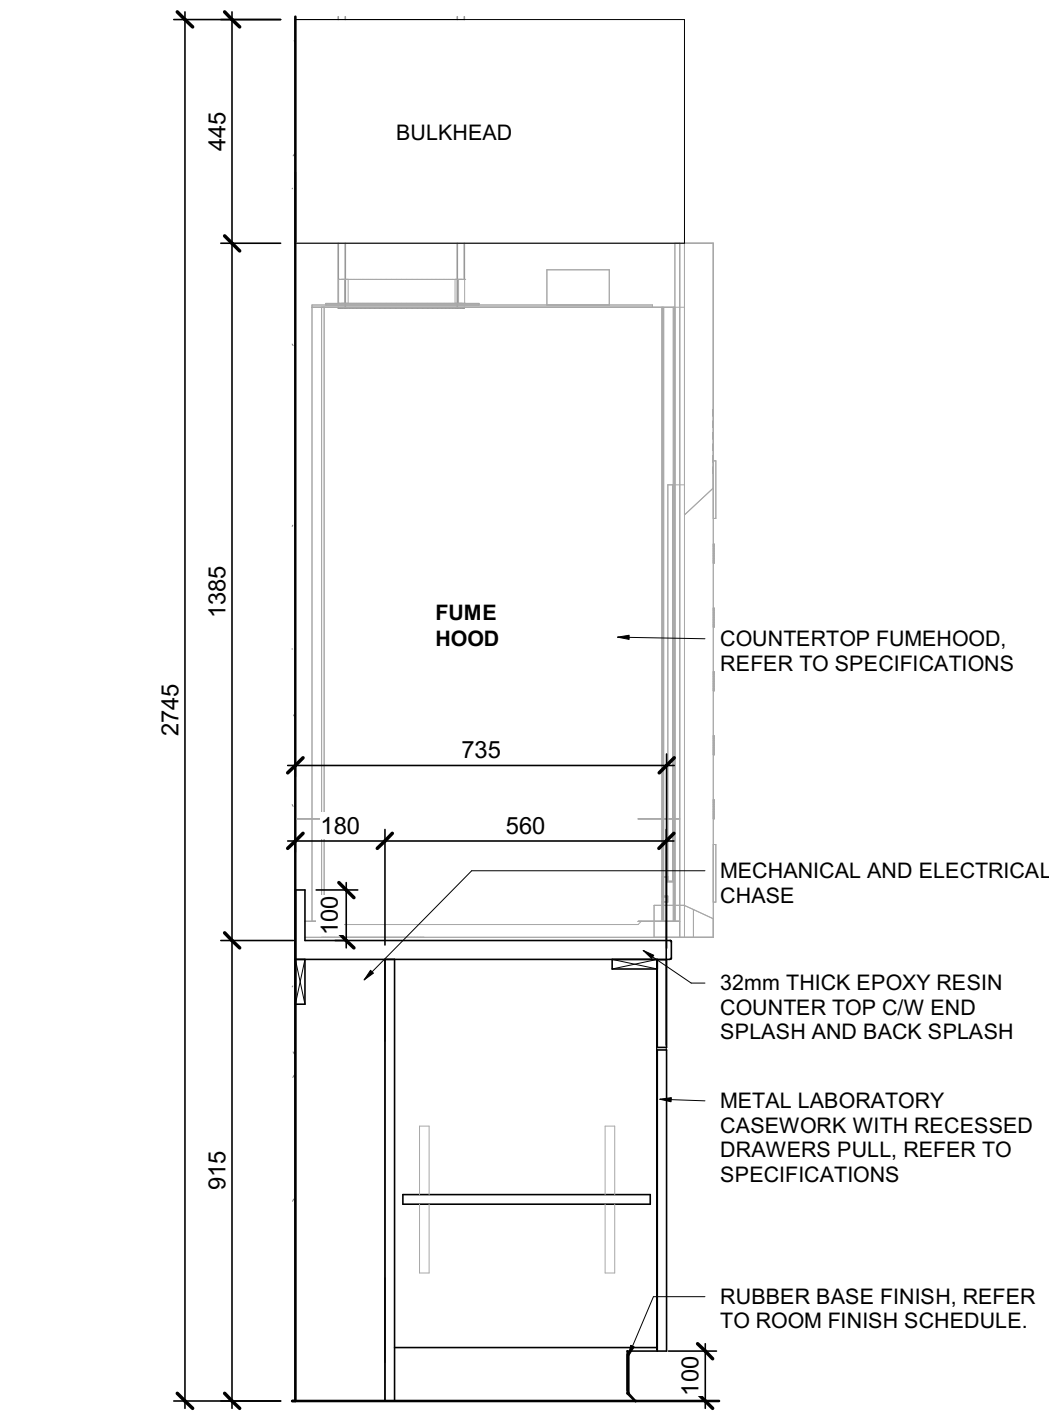 BULKHEAD
445
1385
2745
FUME
HOOD
COUNTERTOP FUMEHOOD,
REFER TO SPECIFICATIONS
735
180
560
100
MECHANICAL AND ELECTRICAL
CHASE
32mm THICK EPOXY RESIN
COUNTER TOP C/W END
SPLASH AND BACK SPLASH
METAL LABORATORY
CASEWORK WITH RECESSED
DRAWERS PULL, REFER TO
SPECIFICATIONS
915
RUBBER BASE FINISH, REFER
TO ROOM FINISH SCHEDULE.
100